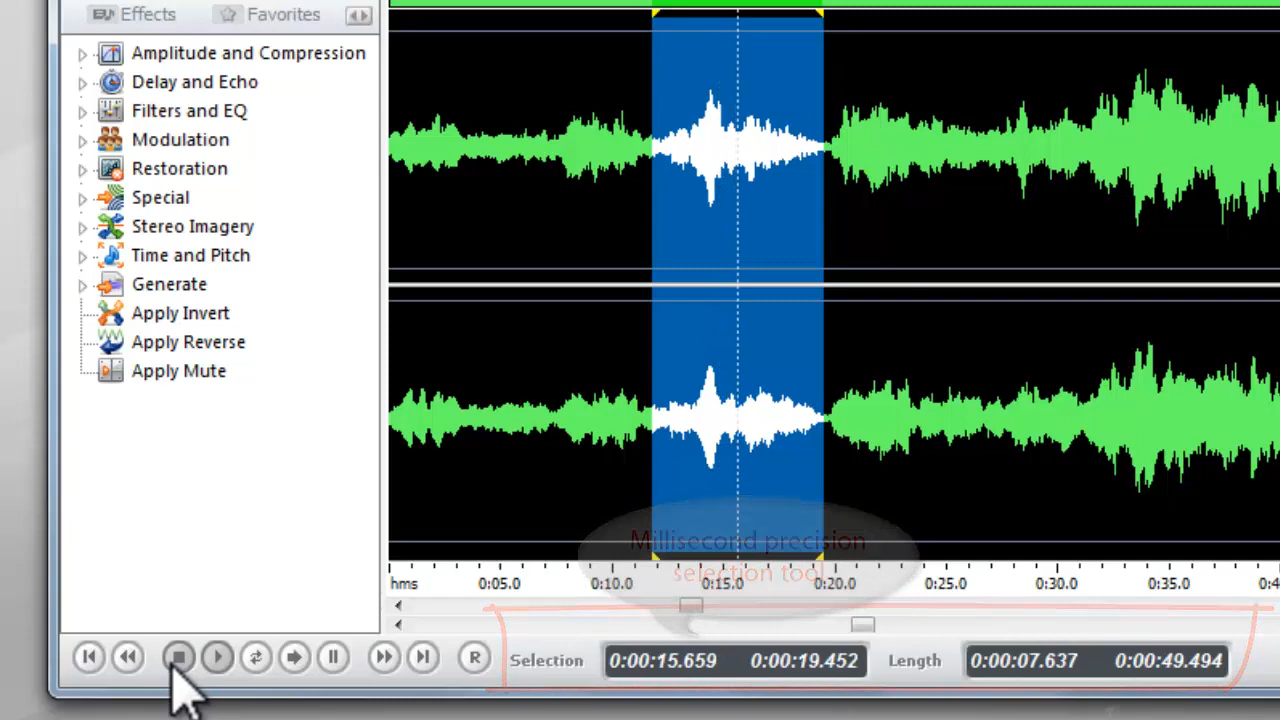 Effects Favorites
Amplitude and Compression
Delay and Echo
Filters and EQ
Modulation
Restoration
Special
Stereo Imagery
Time and Pitch
Generate
Apply Invert
Apply Reverse
Apply Mute
Millisecond precision
selection tool
hms 0:05.0 0:10.0 0:15.0 0:20.0 0:25.0 0:30.0 0:35.0
R Selection 0:00:15.659 0:00:19.452 Length 0:00:07.637 0:00:49.494